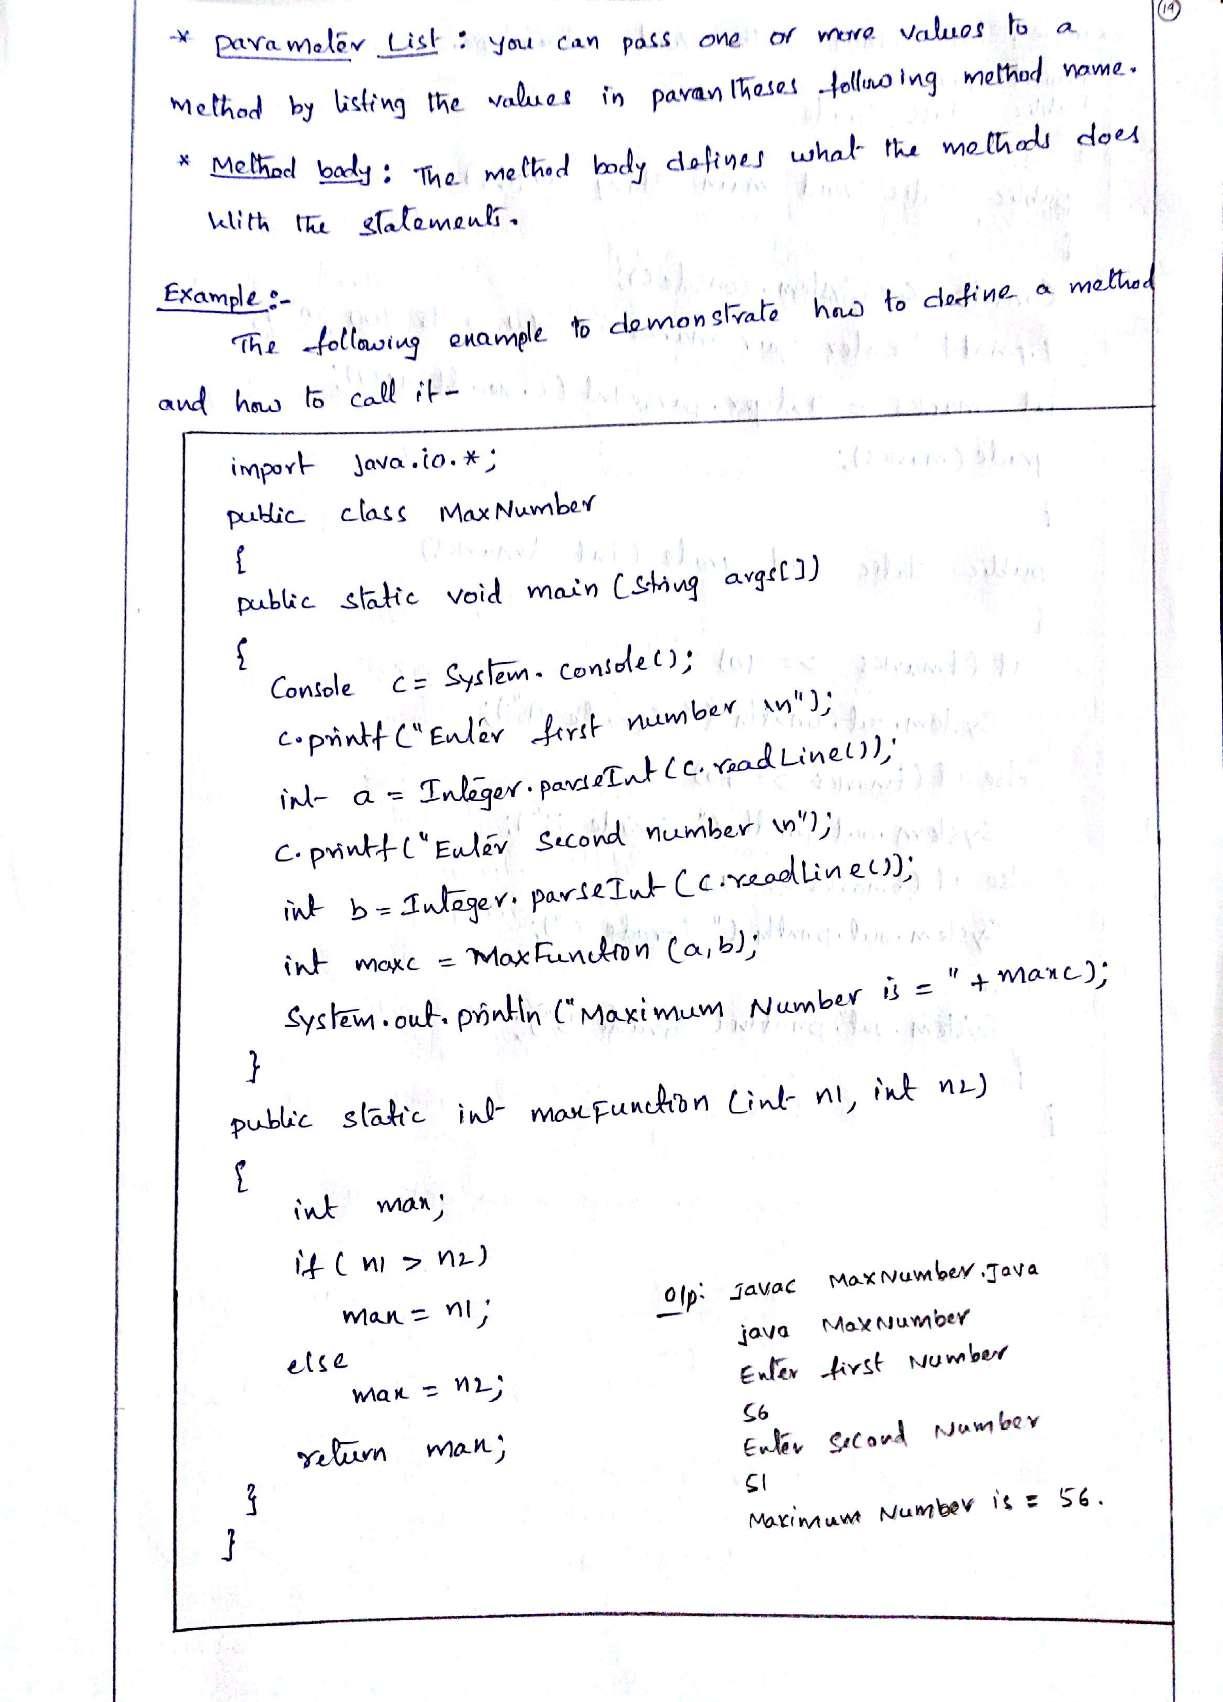 19
* Parameter List : you can pass one or more values to a
method by listing the values in parantheses following method name.
* Method body : The method body defines what the methods does
With the statements.
Example :-
The following example to demonstrate how to define a method
and how to call it -
import java.io.*;
public class MaxNumber
{
public static void main (String args[])
{
Console c = System.console();
c.printf ("Enter first number \n");
int a = Integer.parseInt (c.readLine());
c.printf ("Enter Second number \n");
int b = Integer.parseInt (c.readLine());
int maxc = maxFunction (a,b);
System.out.println ("Maximum Number is = " + maxc);
}
public static int maxFunction (int n1, int n2)
{
int max;
if (n1 > n2)
max = n1;
else
max = n2;
return max;
}
}
O/p: javac MaxNumber.java
java MaxNumber
Enter first Number
56
Enter Second Number
51
Maximum Number is = 56.